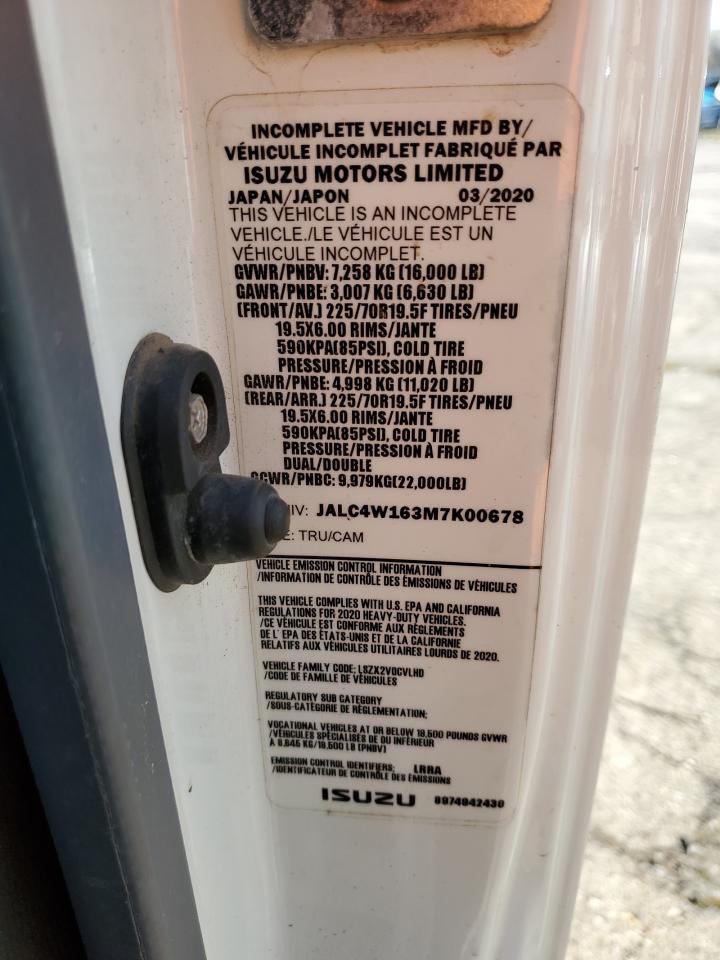 INCOMPLETE VEHICLE MFD BY/
VÉHICULE INCOMPLET FABRIQUÉ PAR
ISUZU MOTORS LIMITED
JAPAN/JAPON 03/2020
THIS VEHICLE IS AN INCOMPLETE
VEHICLE./LE VÉHICULE EST UN
VÉHICULE INCOMPLET.
GVWR/PNBV: 7,258 KG (16,000 LB)
GAWR/PNBE: 3,007 KG (6,630 LB)
(FRONT/AV.) 225/70R19.5F TIRES/PNEU
19.5X6.00 RIMS/JANTE
590KPA(85PSI), COLD TIRE
PRESSURE/PRESSION À FROID
GAWR/PNBE: 4,998 KG (11,020 LB)
(REAR/ARR.) 225/70R19.5F TIRES/PNEU
19.5X6.00 RIMS/JANTE
590KPA(85PSI), COLD TIRE
PRESSURE/PRESSION À FROID
DUAL/DOUBLE
GCWR/PNBC: 9,979KG(22,000LB)
NIV: JALC4W163M7K00678
E: TRU/CAM
VEHICLE EMISSION CONTROL INFORMATION
/INFORMATION DE CONTRÔLE DES ÉMISSIONS DE VÉHICULES
THIS VEHICLE COMPLIES WITH U.S. EPA AND CALIFORNIA
REGULATIONS FOR 2020 HEAVY-DUTY VEHICLES.
/CE VÉHICULE EST CONFORME AUX RÈGLEMENTS
DE L' EPA DES ÉTATS-UNIS ET DE LA CALIFORNIE
RELATIFS AUX VÉHICULES UTILITAIRES LOURDS DE 2020.
VEHICLE FAMILY CODE: LSZX2VOCVLHD
/CODE DE FAMILLE DE VÉHICULES
REGULATORY SUB CATEGORY
/SOUS-CATÉGORIE DE RÈGLEMENTATION:
VOCATIONAL VEHICLES AT OR BELOW 19,500 POUNDS GVWR
/VÉHICULES SPÉCIALISÉS DE OU INFÉRIEUR
À 8,845 KG/19,500 LB (PNBV)
EMISSION CONTROL IDENTIFIERS: LRRA
/IDENTIFICATEUR DE CONTRÔLE DES ÉMISSIONS
ISUZU 8974942430